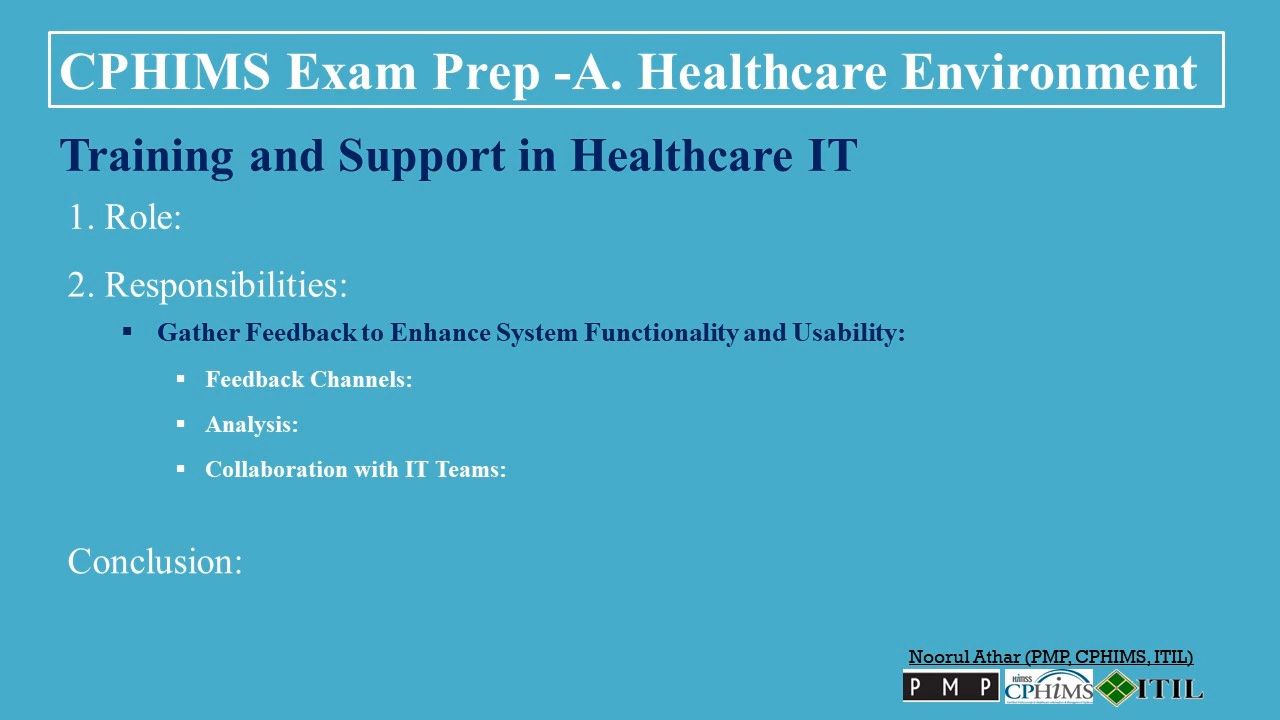 CPHIMS Exam Prep -A. Healthcare Environment
Training and Support in Healthcare IT
1. Role:
2. Responsibilities:
▪ Gather Feedback to Enhance System Functionality and Usability:
▪ Feedback Channels:
▪ Analysis:
▪ Collaboration with IT Teams:
Conclusion:
Noorul Athar (PMP, CPHIMS, ITIL)
PMP
HIMSS
CPHIMS
ITIL